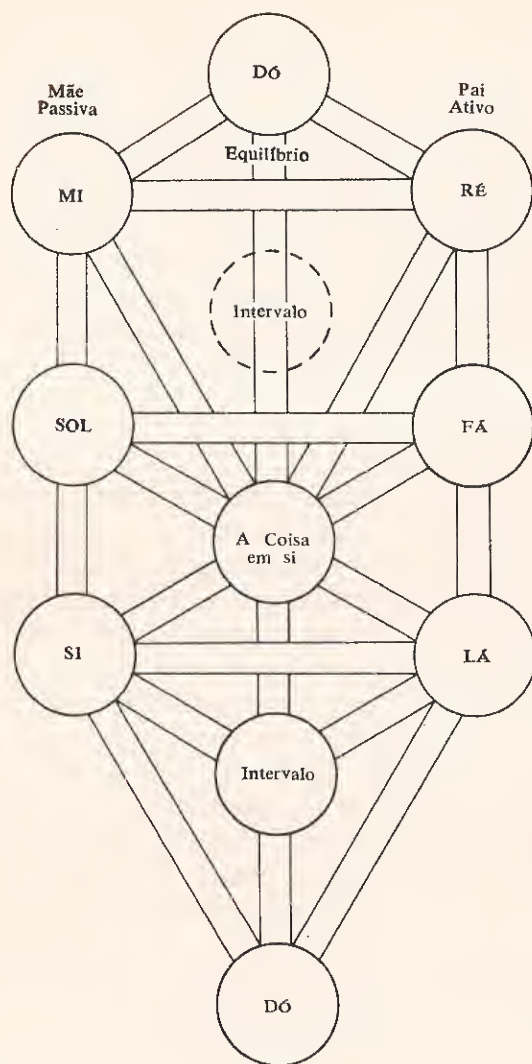 DÓ
Mãe
Passiva
Pai
Ativo
Equilíbrio
MI
RÉ
Intervalo
SOL
FÁ
A Coisa
em si
SI
LÁ
Intervalo
DÓ